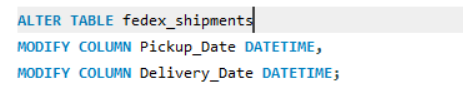 ALTER TABLE fedex_shipments
MODIFY COLUMN Pickup_Date DATETIME,
MODIFY COLUMN Delivery_Date DATETIME;